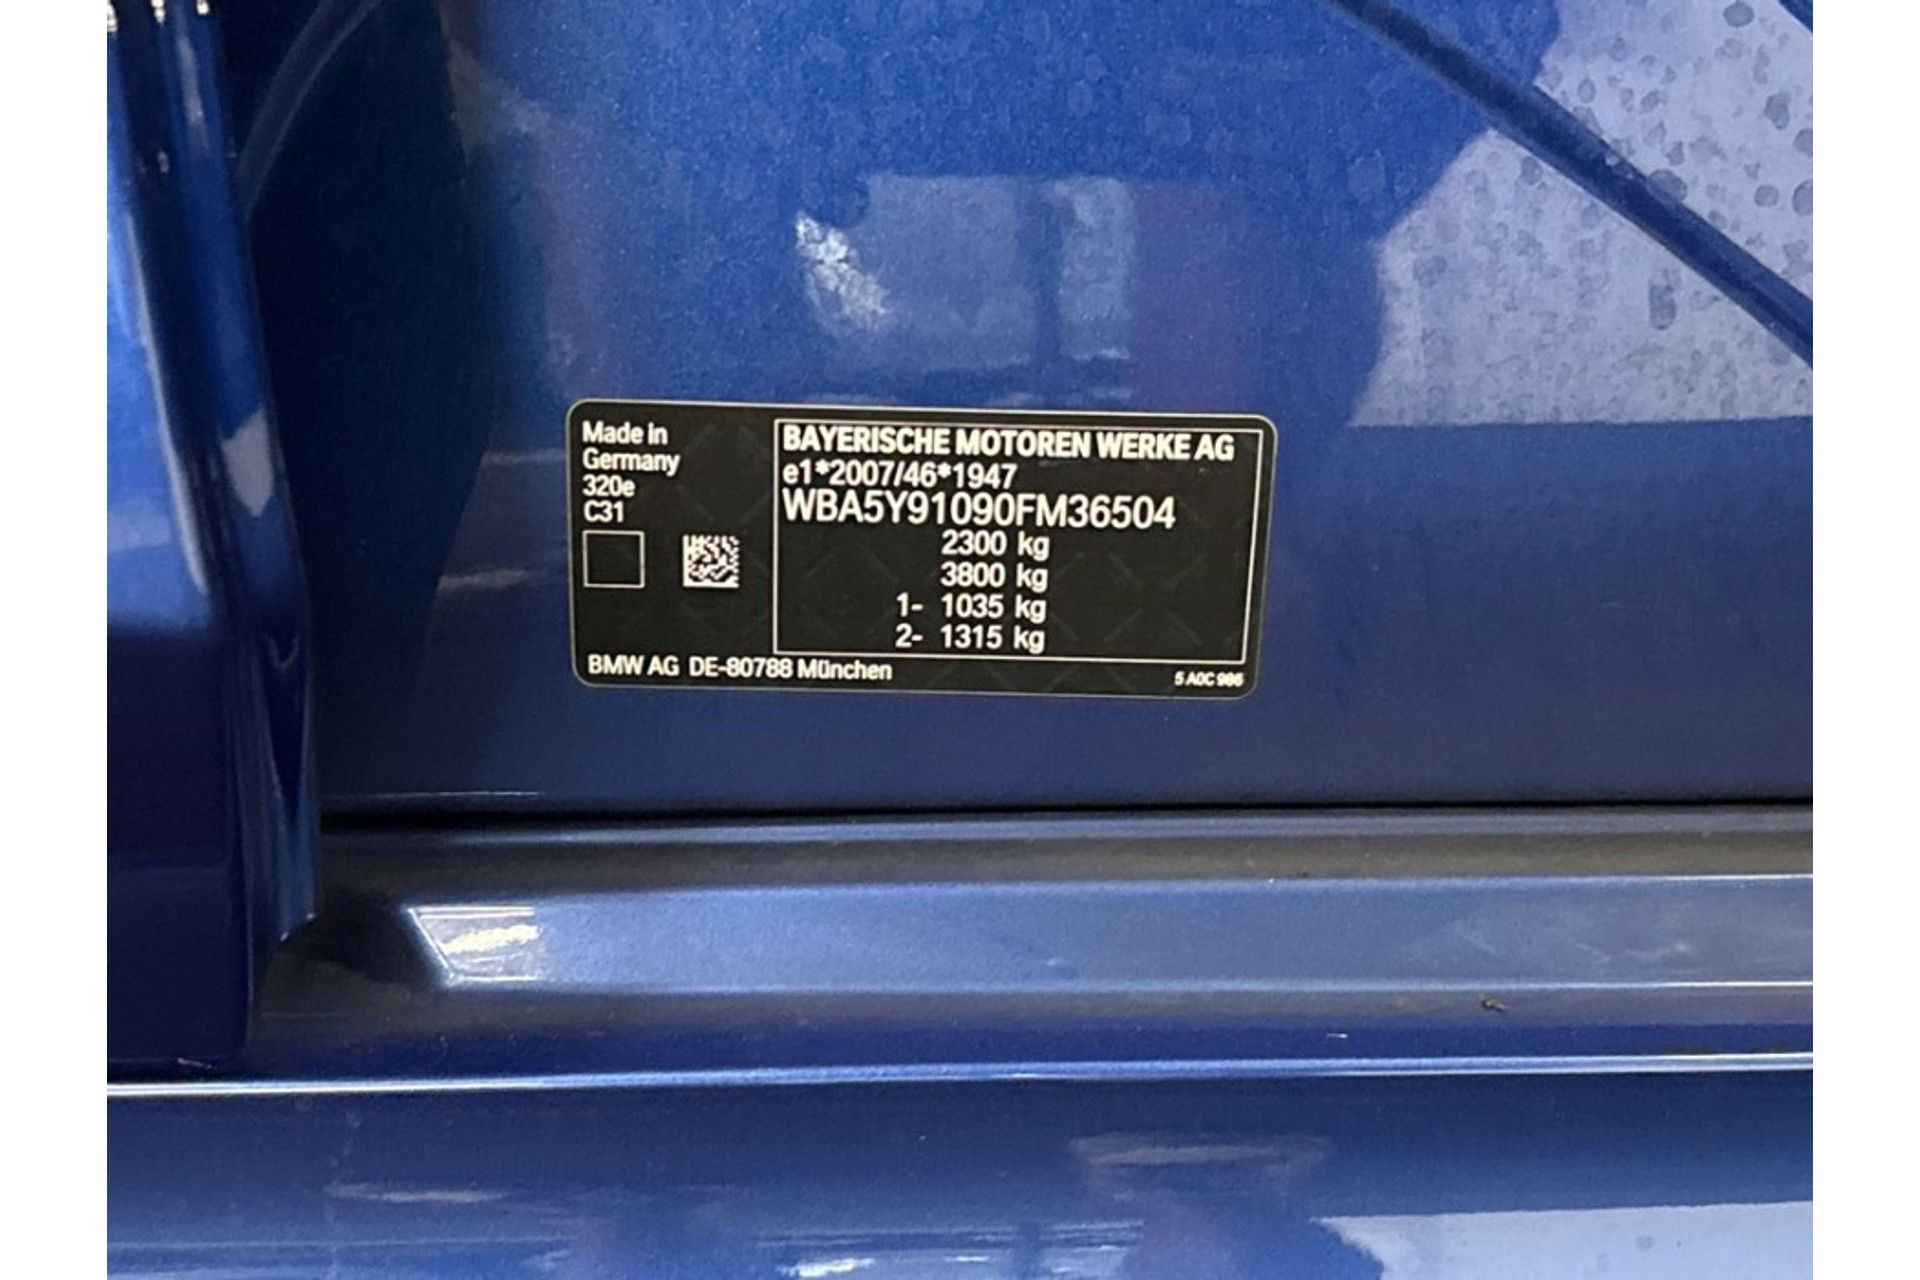 Made in
Germany
320e
C31
BAYERISCHE MOTOREN WERKE AG
e1*2007/46*1947
WBA5Y91090FM36504
2300 kg
3800 kg
1- 1035 kg
2- 1315 kg
BMW AG DE-80788 München
5 A0C 986